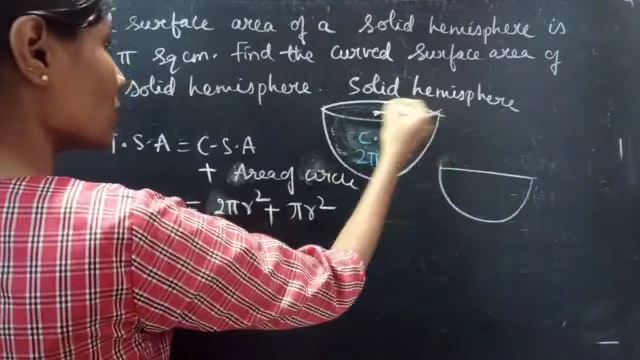 surface area of a solid hemisphere is
π sq cm. find the curved surface area of
solid hemisphere. Solid hemisphere
T.S.A = C.S.A
+ Area of circle
= 2πr² + πr²
C.
2π